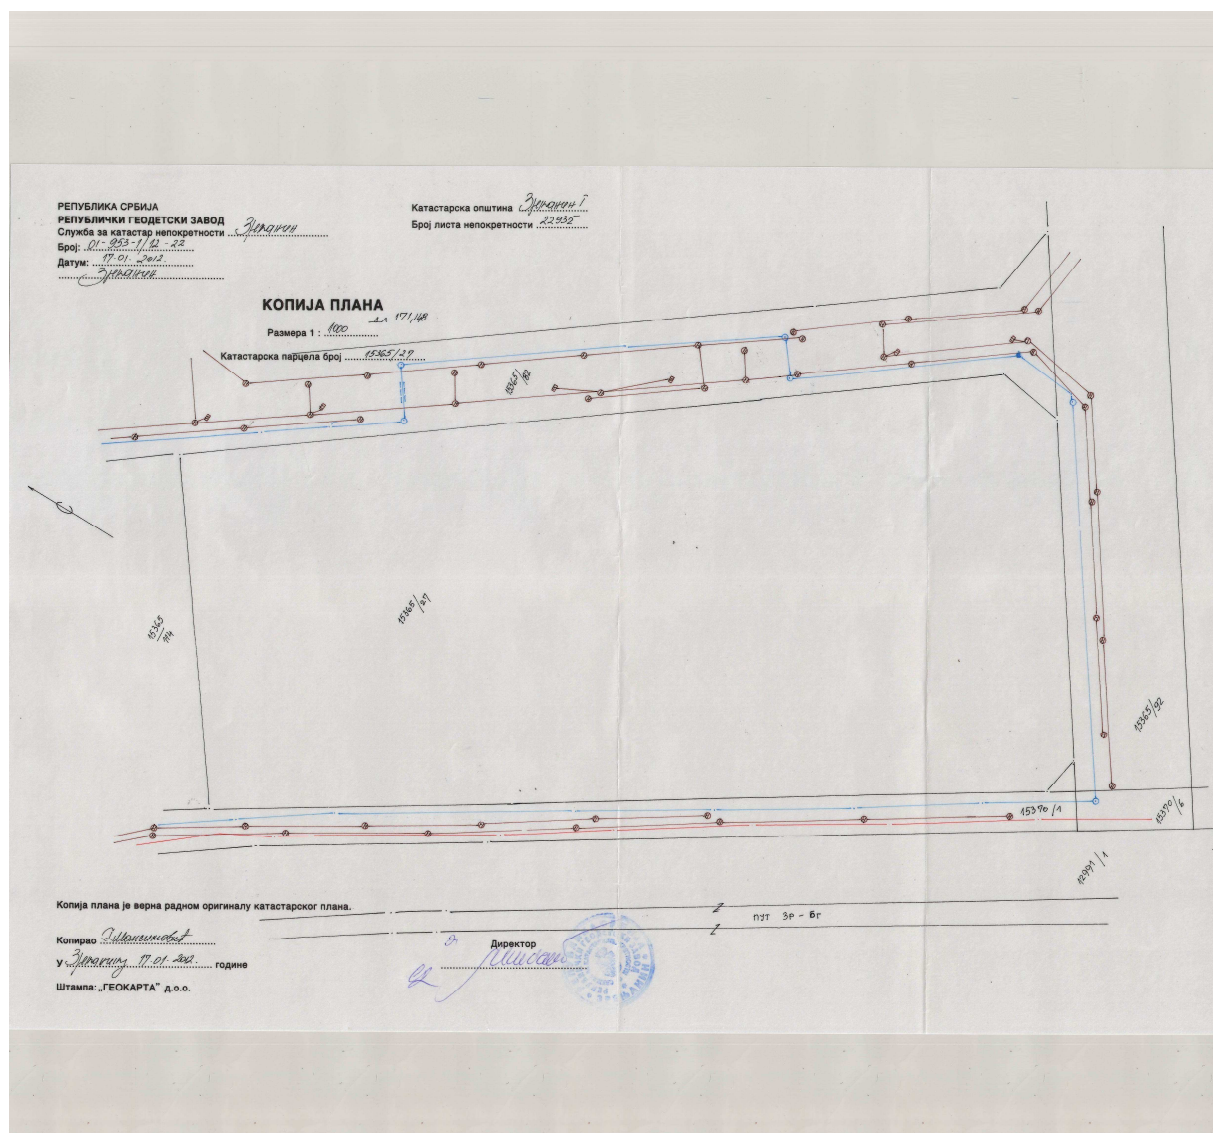 РЕПУБЛИКА СРБИЈА
РЕПУБЛИЧКИ ГЕОДЕТСКИ ЗАВОД
Служба за катастар непокретности Зрењанин
Број: 01-953-1/12-22
Датум: 17-01-2012.
Зрењанин
Катастарска општина Зрењанин I
Број листа непокретности 22932
КОПИЈА ПЛАНА
171,148
Размера 1 : 1000
Катастарска парцела број 15365/27
15365/82
15365/27
15365/114
15365/92
15370/1
15370/6
12991/1
ПУТ ЗР - БГ
Копија плана је верна радном оригиналу катастарског плана.
Копирао
У Зрењанину 17-01-2012. године
Директор
Штампа: „ГЕОКАРТА" д.о.о.